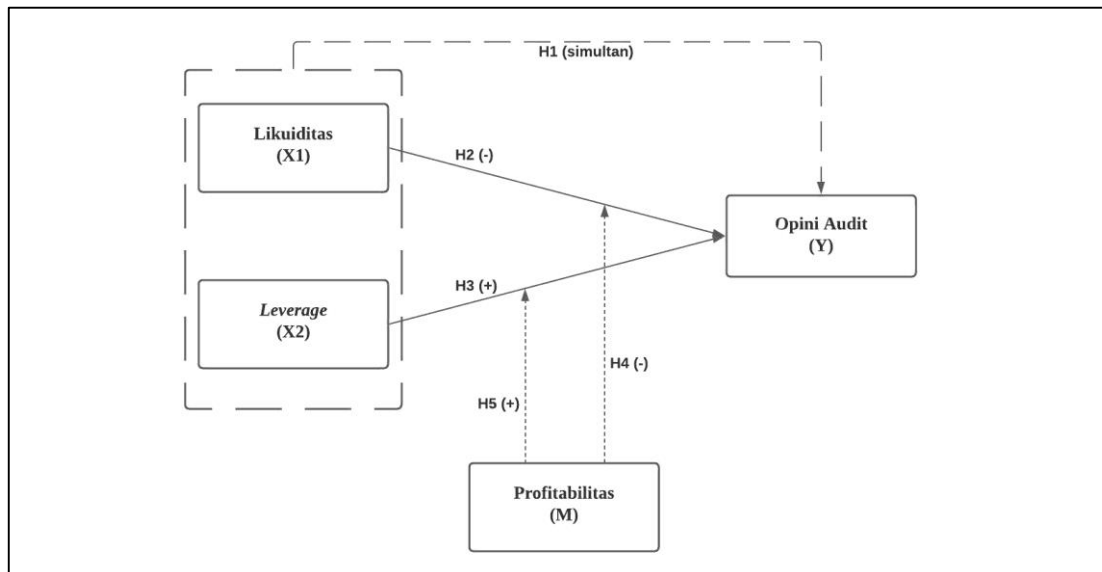 H1 (simultan)
Likuiditas
(X1)
H2 (-)
Opini Audit
(Y)
H3 (+)
Leverage
(X2)
H4 (-)
H5 (+)
Profitabilitas
(M)